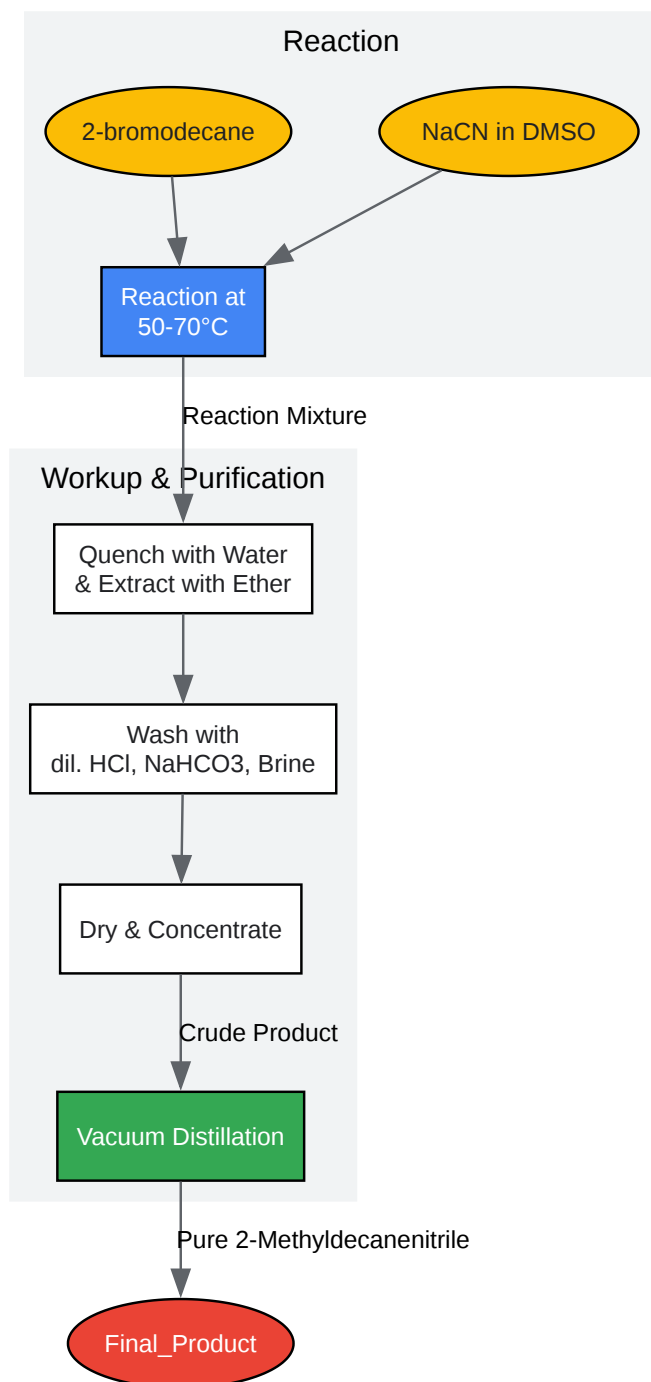 Reaction
2-bromodecane
NaCN in DMSO
Reaction at
50-70°C
Reaction Mixture
Workup & Purification
Quench with Water
& Extract with Ether
Wash with
dil. HCl, NaHCO3, Brine
Dry & Concentrate
Crude Product
Vacuum Distillation
Pure 2-Methyldecanenitrile
Final_Product